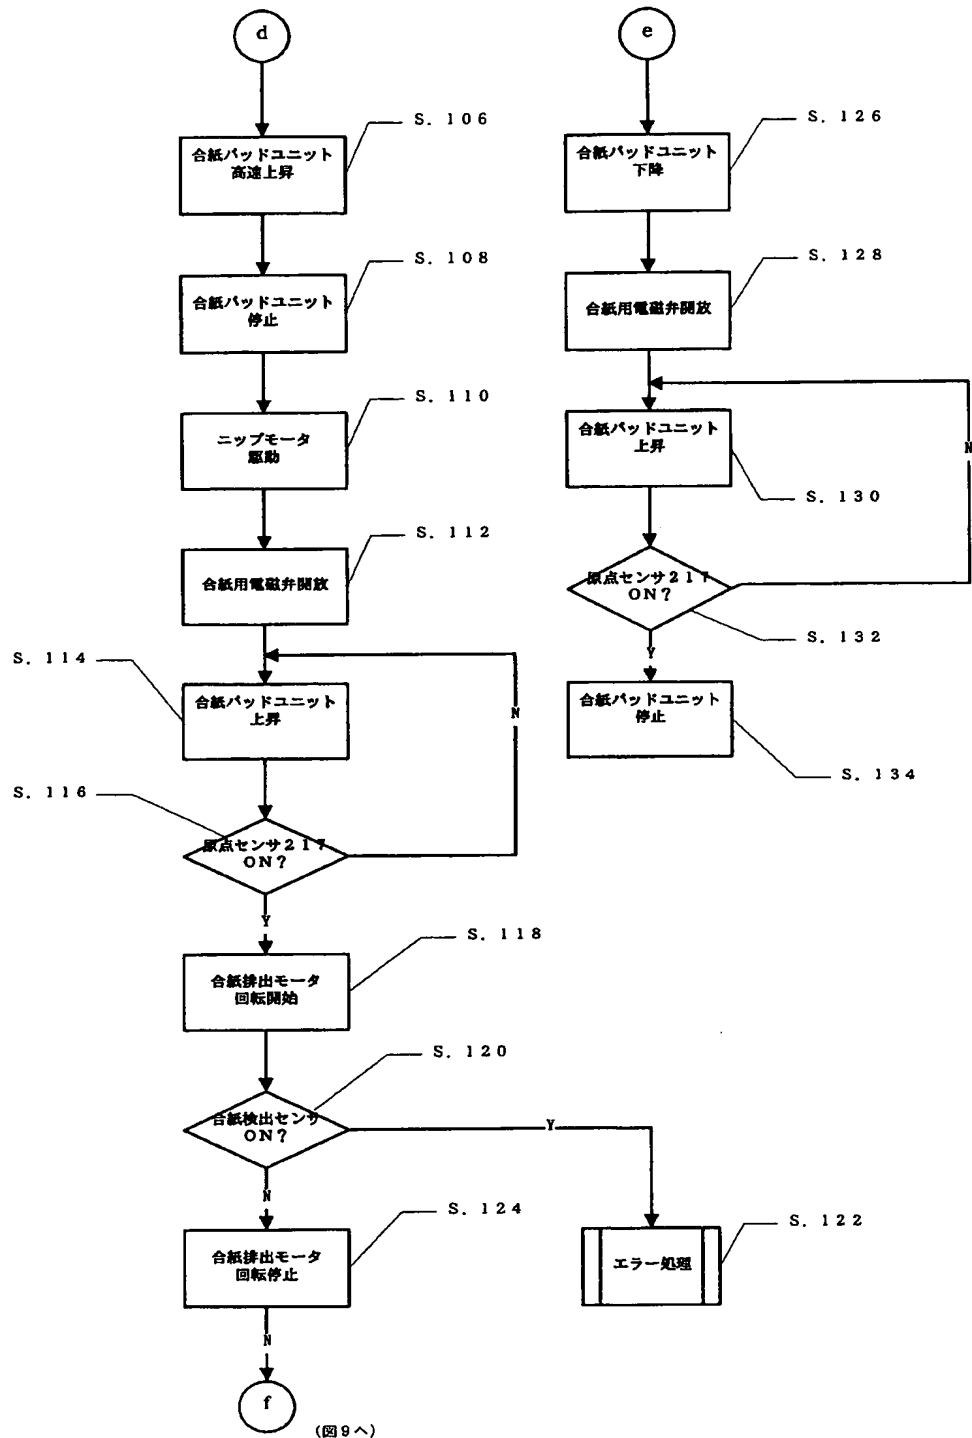 d
S. 106
合紙パッドユニット
高速上昇
S. 108
合紙パッドユニット
停止
S. 110
ニップモータ
駆動
S. 112
合紙用電磁弁開放
S. 114
合紙パッドユニット
上昇
N
S. 116
原点センサ217
ON?
Y
S. 118
合紙排出モータ
回転開始
S. 120
合紙検出センサ
ON?
Y
N
S. 124
合紙排出モータ
回転停止
S. 122
エラー処理
N
f
(図9へ)
e
S. 126
合紙パッドユニット
下降
S. 128
合紙用電磁弁開放
合紙パッドユニット
上昇
N
S. 130
原点センサ217
ON?
S. 132
Y
合紙パッドユニット
停止
S. 134